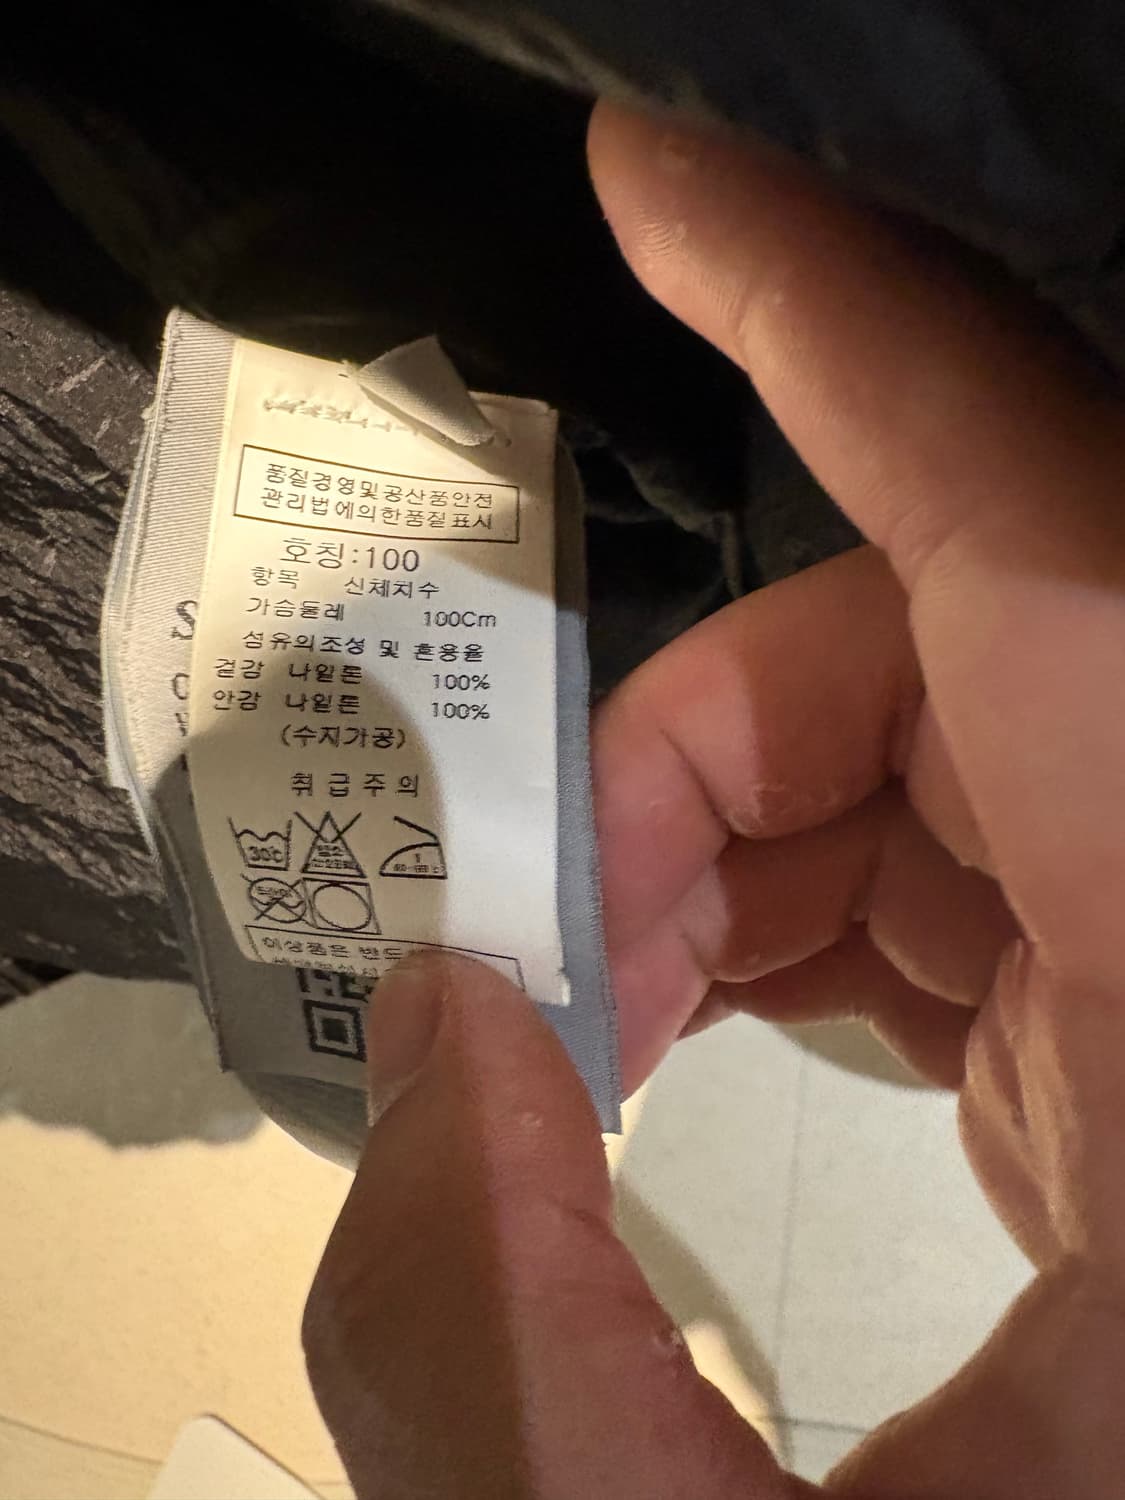 품질경영및공산품안전
관리법에의한품질표시
호칭:100
항목 신체치수
가슴둘레 100Cm
섬유의조성 및 혼용율
겉감 나일론 100%
안감 나일론 100%
(수지가공)
취급주의
30℃
이상품은 반드